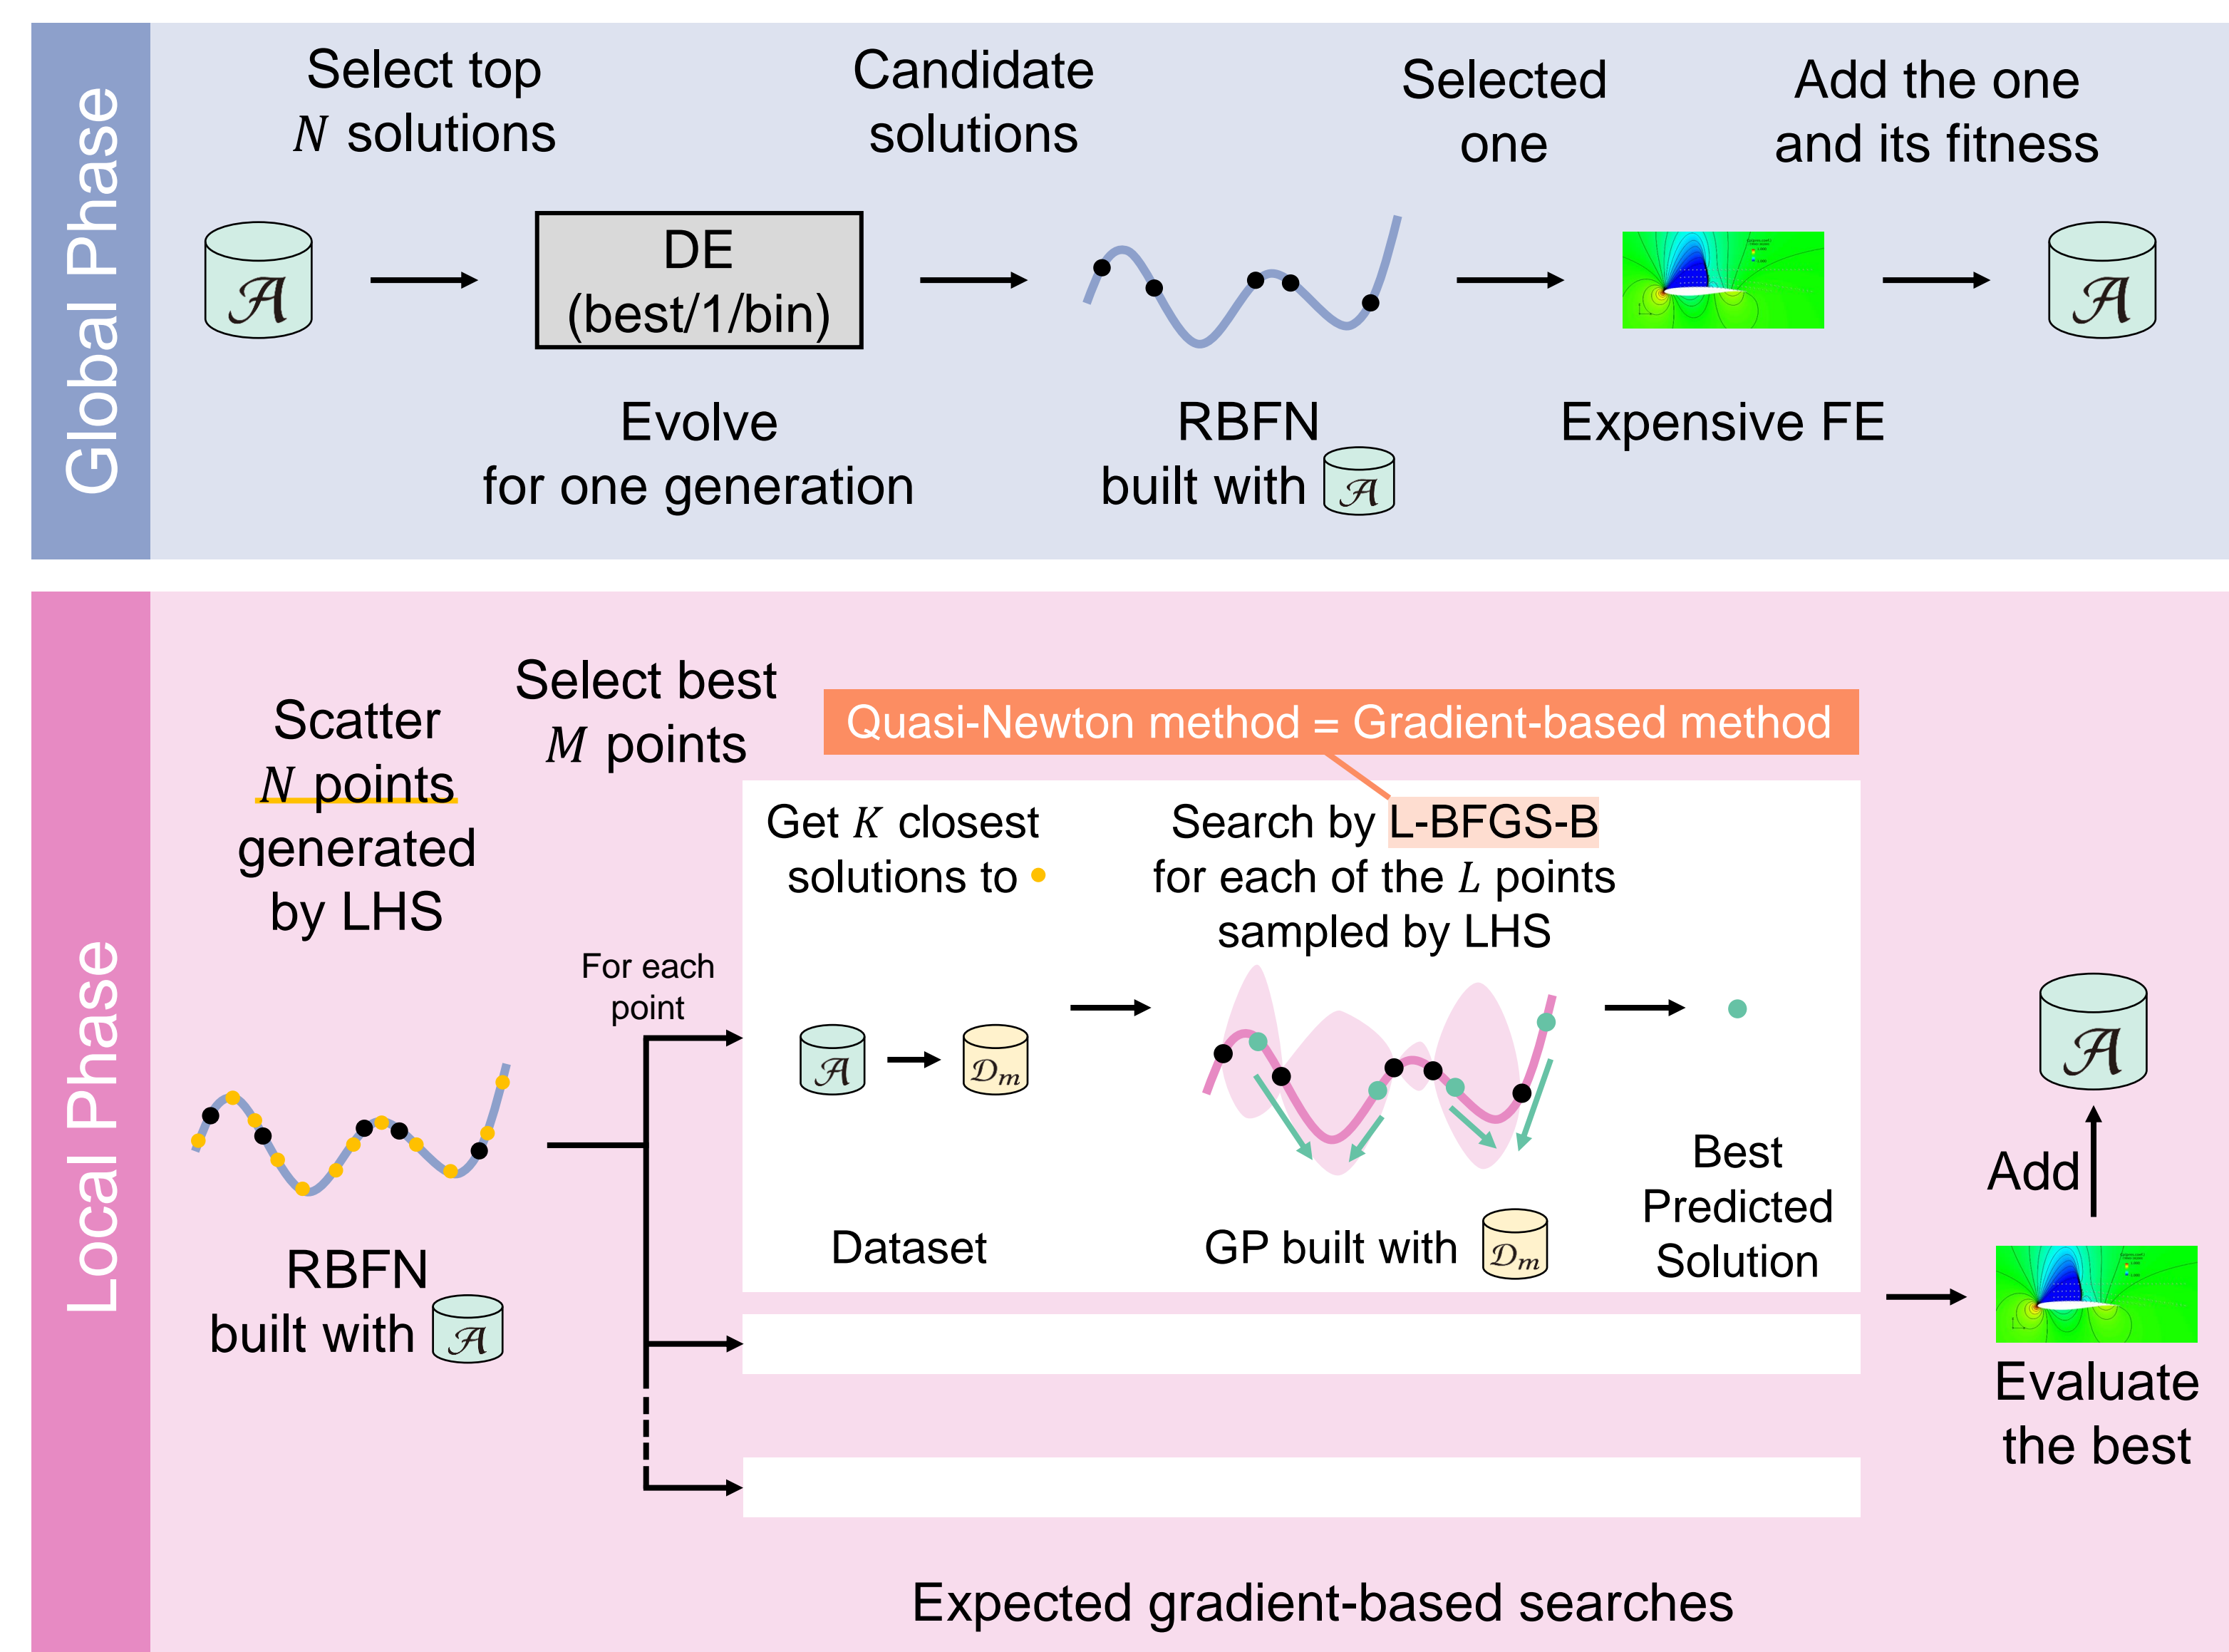 Global Phase
Select top
N solutions
Candidate
solutions
Selected
one
Add the one
and its fitness
𝒜
DE
(best/1/bin)
𝒜
Evolve
for one generation
RBFN
built with 𝒜
Expensive FE
Local Phase
Scatter
N points
generated
by LHS
Select best
M points
Quasi-Newton method = Gradient-based method
Get K closest
solutions to
Search by L-BFGS-B
for each of the L points
sampled by LHS
For each
point
𝒜
𝒟m
Dataset
GP built with 𝒟m
Best
Predicted
Solution
RBFN
built with 𝒜
𝒜
Add
Evaluate
the best
Expected gradient-based searches